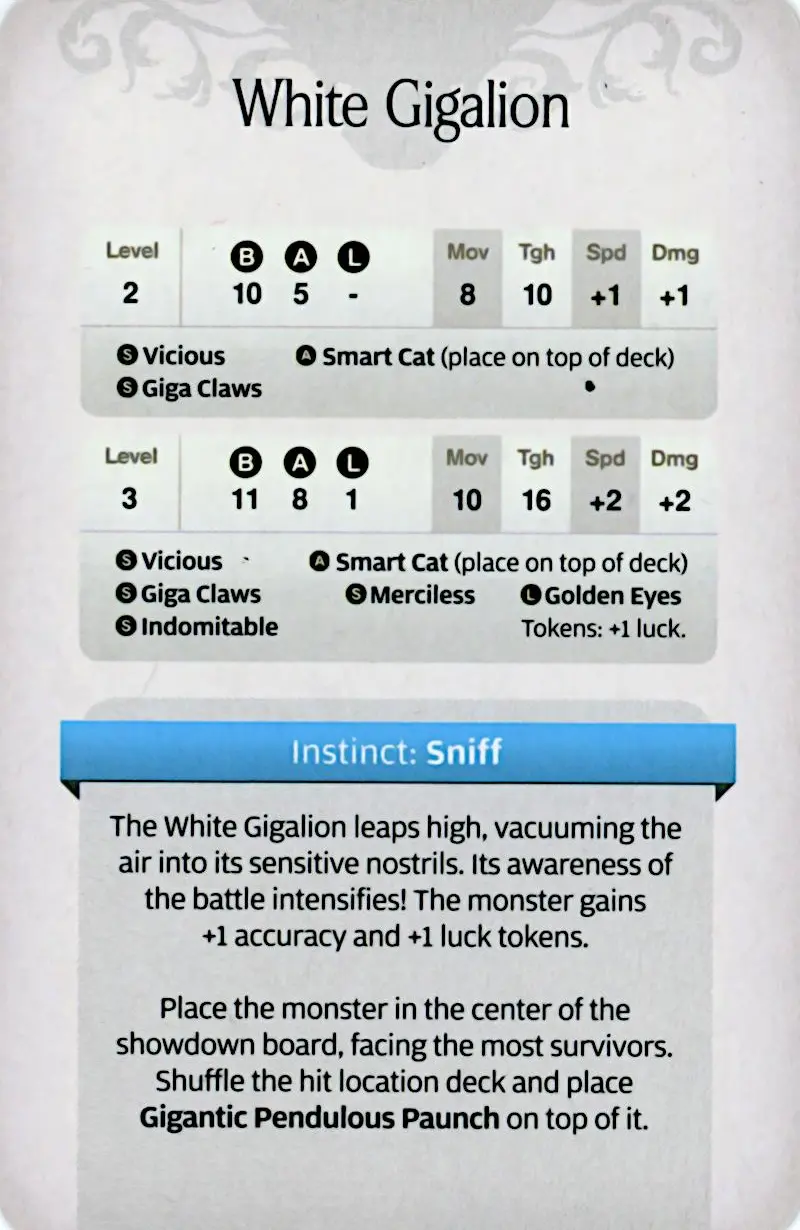 White Gigalion
Level B A L Mov Tgh Spd Dmg
2 10 5 - 8 10 +1 +1
S Vicious A Smart Cat (place on top of deck)
S Giga Claws
Level B A L Mov Tgh Spd Dmg
3 11 8 1 10 16 +2 +2
S Vicious A Smart Cat (place on top of deck)
S Giga Claws S Merciless L Golden Eyes
S Indomitable Tokens: +1 luck.
Instinct: Sniff
The White Gigalion leaps high, vacuuming the
air into its sensitive nostrils. Its awareness of
the battle intensifies! The monster gains
+1 accuracy and +1 luck tokens.
Place the monster in the center of the
showdown board, facing the most survivors.
Shuffle the hit location deck and place
Gigantic Pendulous Paunch on top of it.